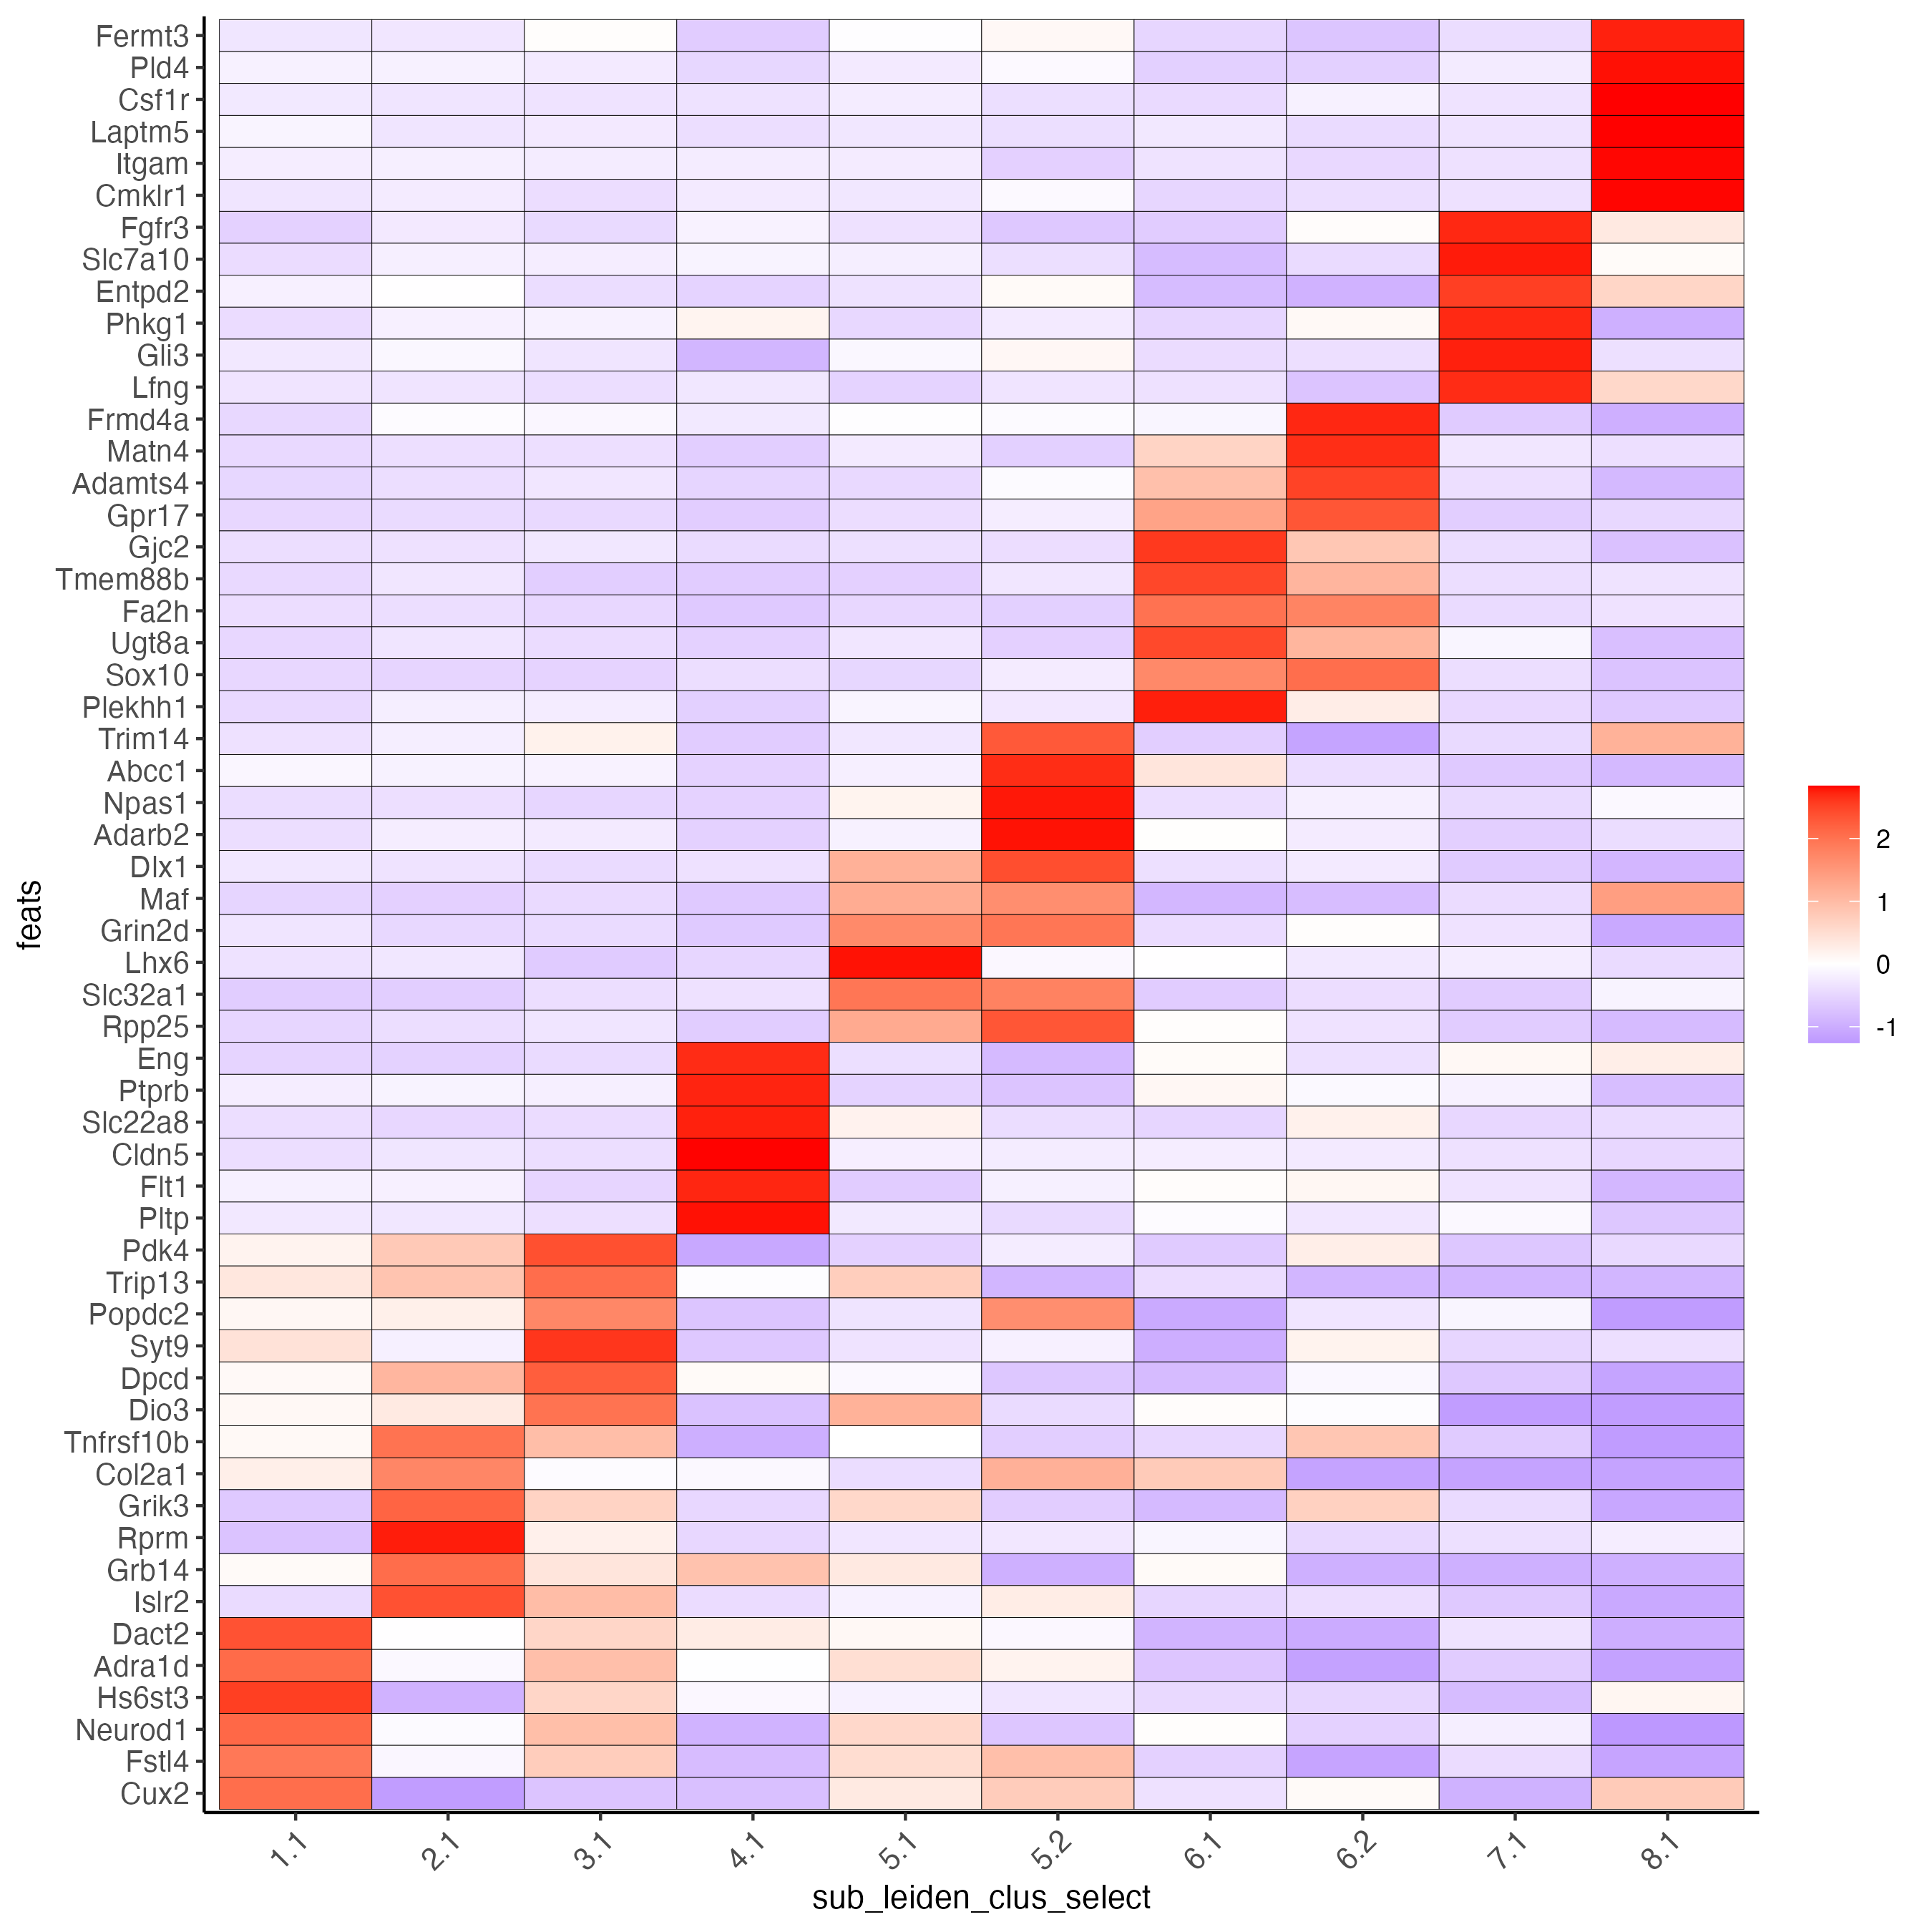 Fermt3
Pld4
Csf1r
Laptm5
Itgam
Cmklr1
Fgfr3
Slc7a10
Entpd2
Phkg1
Gli3
Lfng
Frmd4a
Matn4
Adamts4
Gpr17
Gjc2
Tmem88b
Fa2h
Ugt8a
Sox10
Plekhh1
Trim14
Abcc1
Npas1
Adarb2
Dlx1
Maf
Grin2d
Lhx6
Slc32a1
Rpp25
Eng
Ptprb
Slc22a8
Cldn5
Flt1
Pltp
Pdk4
Trip13
Popdc2
Syt9
Dpcd
Dio3
Tnfrsf10b
Col2a1
Grik3
Rprm
Grb14
Islr2
Dact2
Adra1d
Hs6st3
Neurod1
Fstl4
Cux2
feats
1.1 2.1 3.1 4.1 5.1 5.2 6.1 6.2 7.1 8.1
sub_leiden_clus_select
2
1
0
-1